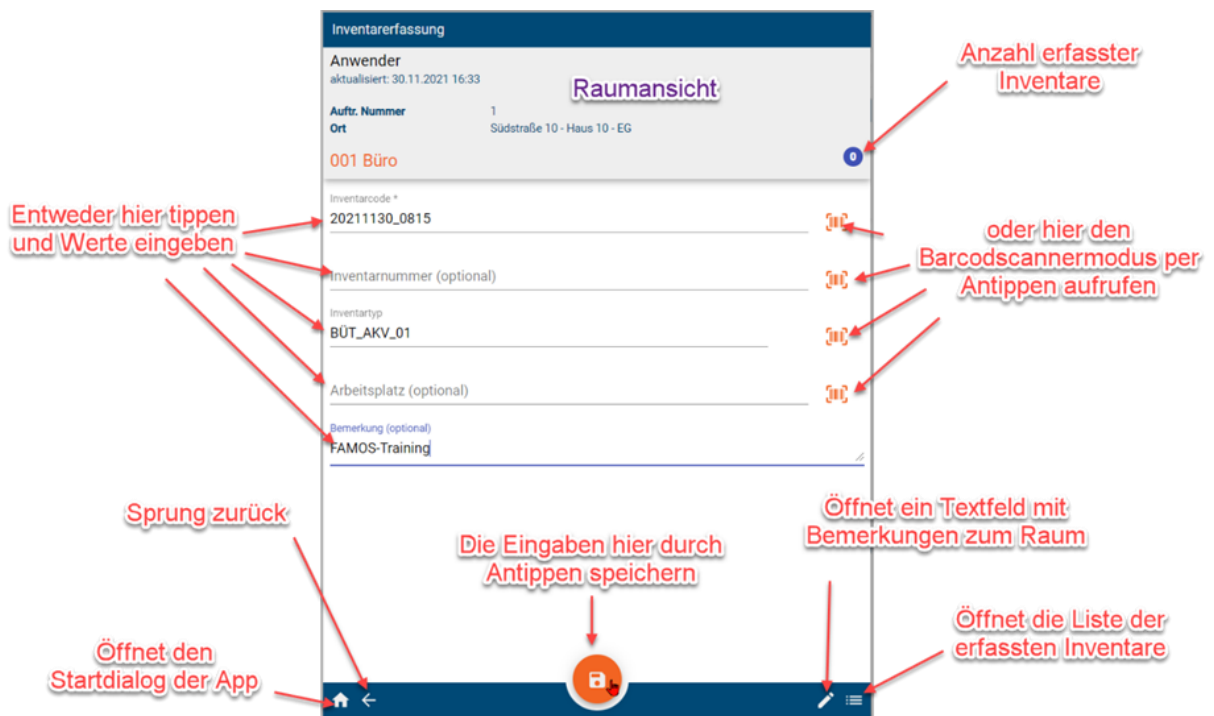 Inventarerfassung
Anwender
aktualisiert: 30.11.2021 16:33
Raumansicht
Anzahl erfasster
Inventare
Auftr. Nummer 1
Ort Südstraße 10 - Haus 10 - EG
001 Büro 0
Entweder hier tippen
und Werte eingeben
Inventarcode *
20211130_0815
oder hier den
Barcodscannermodus per
Antippen aufrufen
Inventarnummer (optional)
Inventartyp
BÜT_AKV_01
Arbeitsplatz (optional)
Bemerkung (optional)
FAMOS-Training
Sprung zurück
Die Eingaben hier durch
Antippen speichern
Öffnet ein Textfeld mit
Bemerkungen zum Raum
Öffnet den
Startdialog der App
Öffnet die Liste der
erfassten Inventare